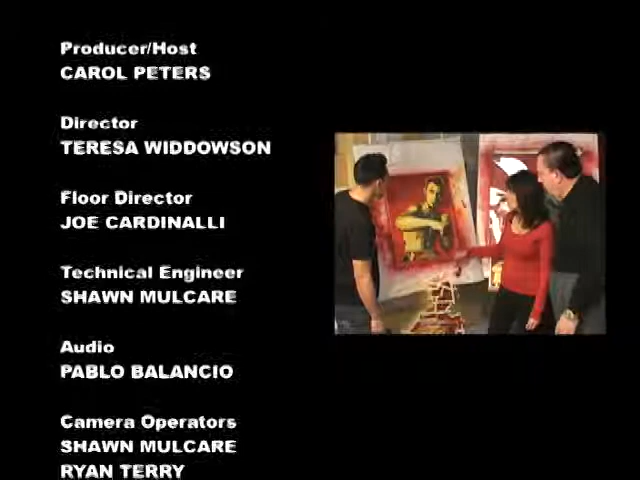 Producer/Host
CAROL PETERS
Director
TERESA WIDDOWSON
Floor Director
JOE CARDINALLI
Technical Engineer
SHAWN MULCARE
Audio
PABLO BALANCIO
Camera Operators
SHAWN MULCARE
RYAN TERRY